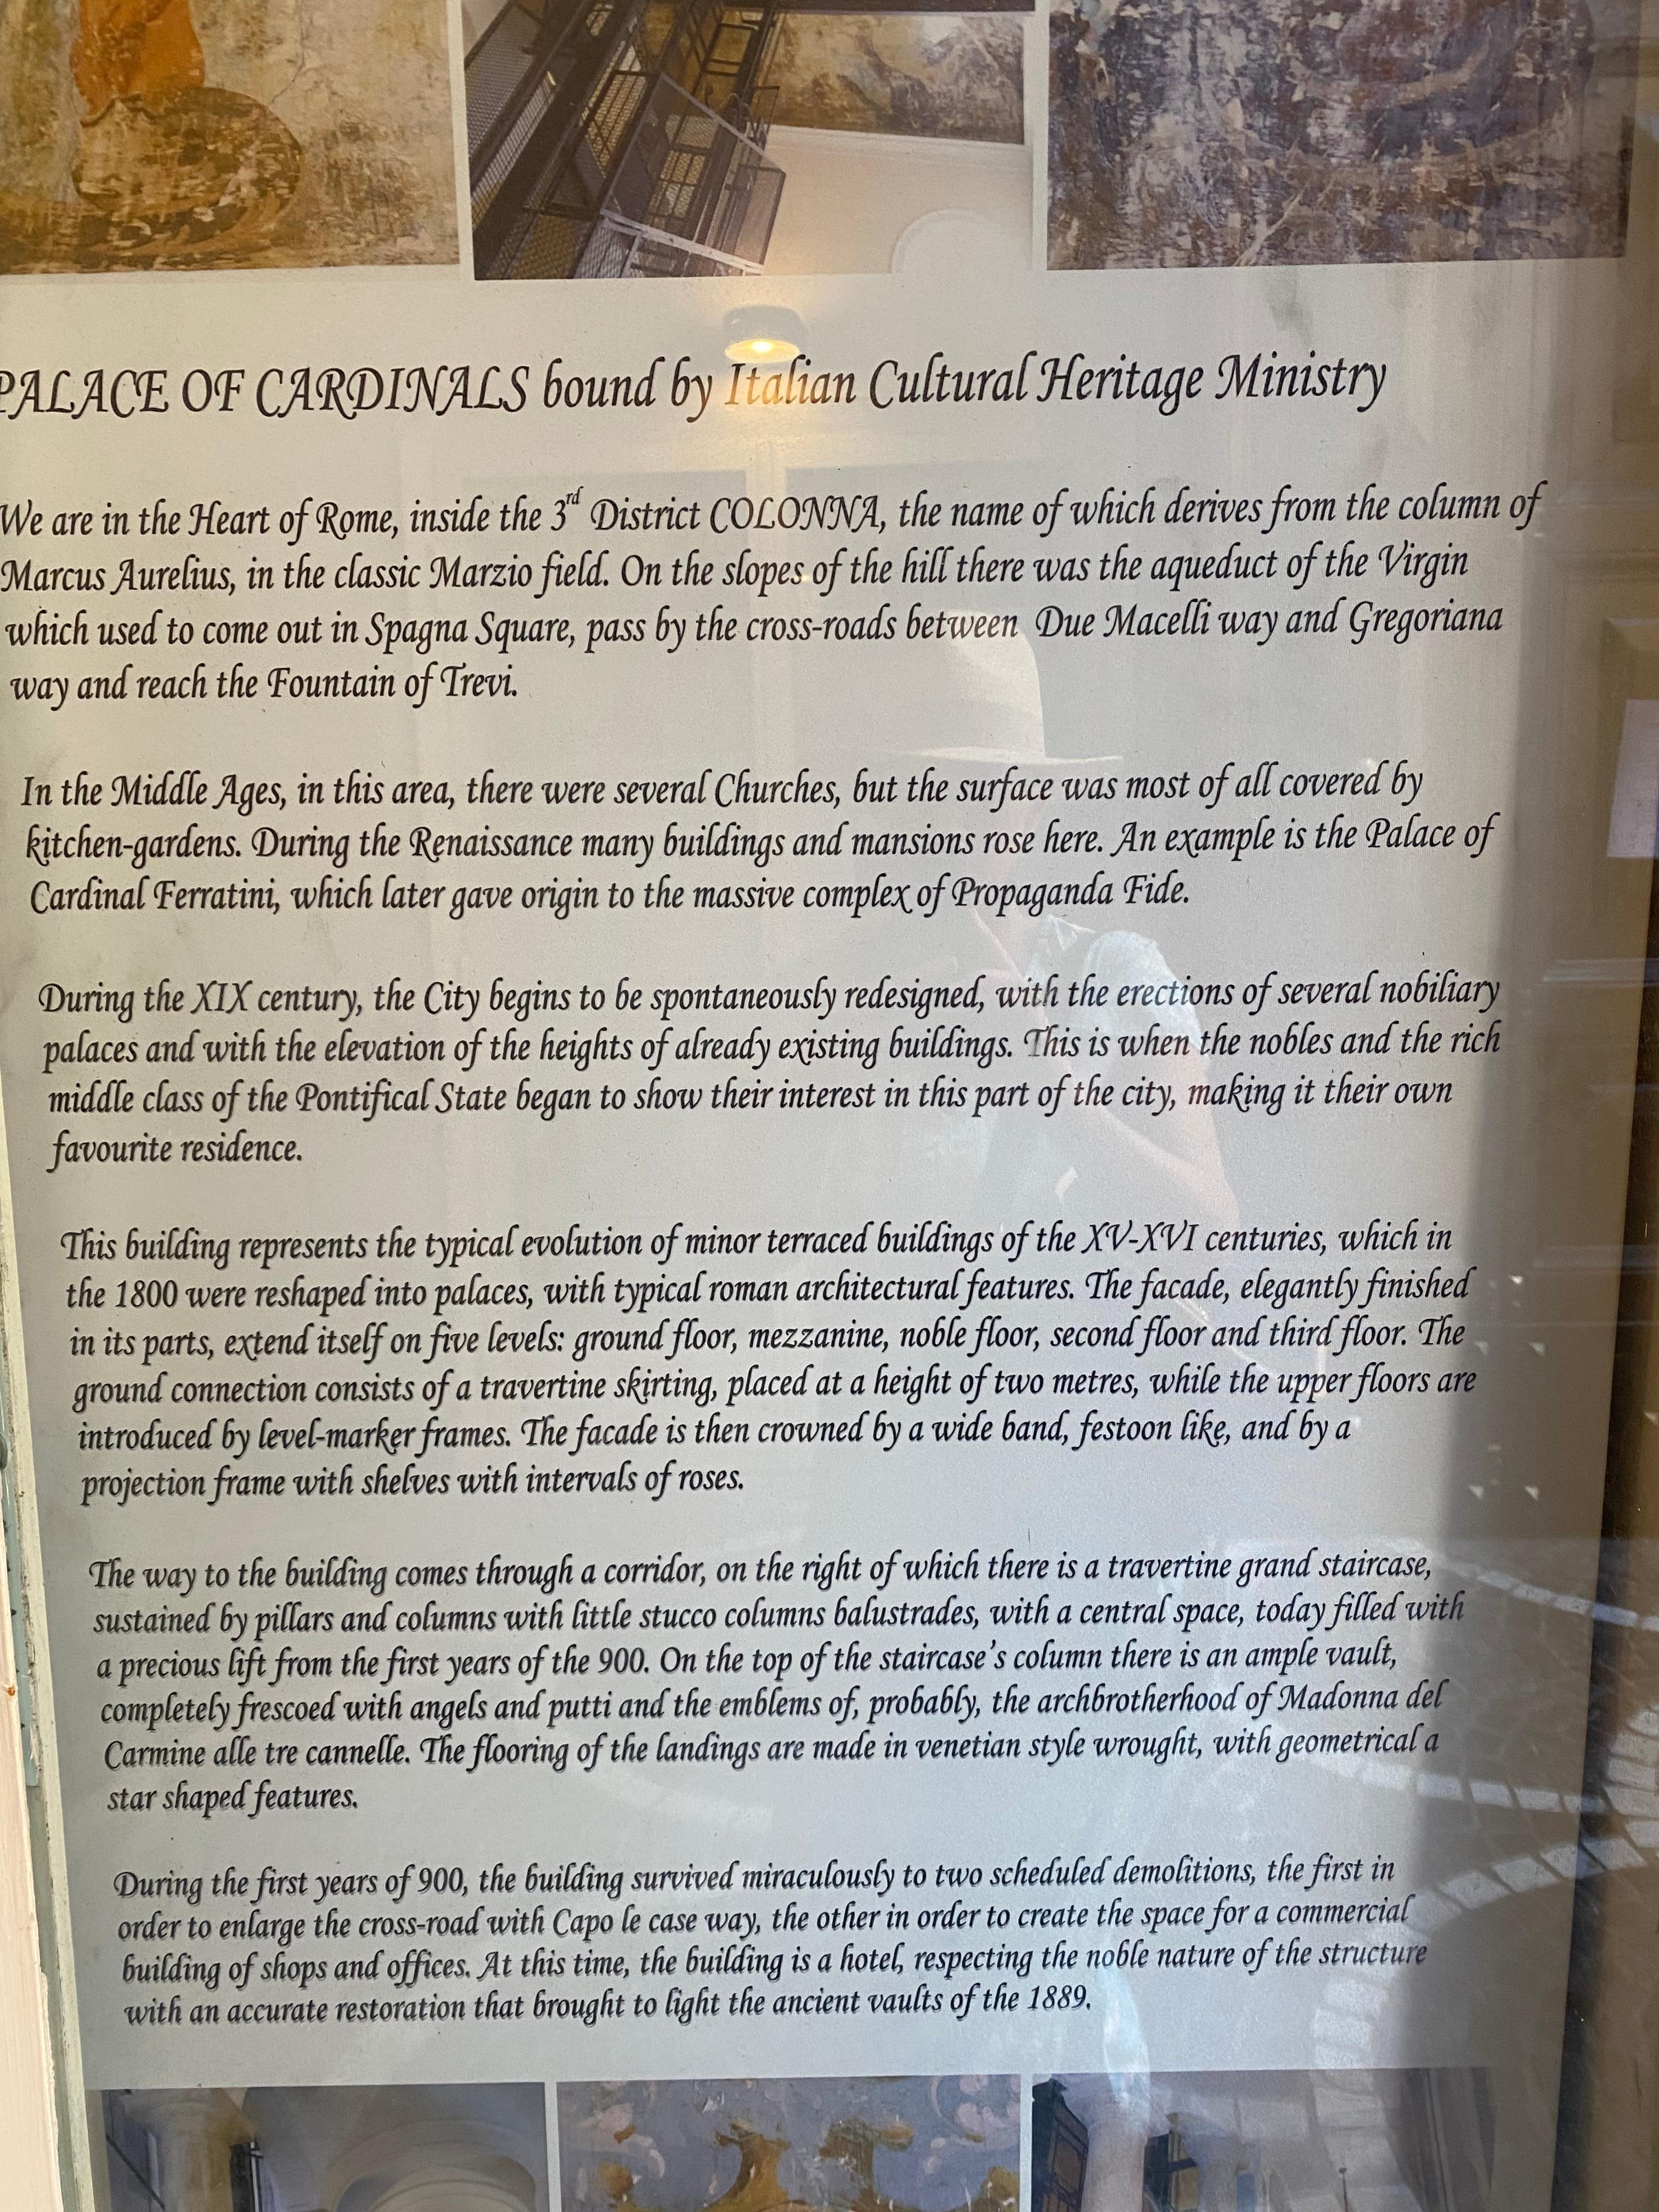 PALACE OF CARDINALS bound by Italian Cultural Heritage Ministry
We are in the Heart of Rome, inside the 3rd District COLONNA, the name of which derives from the column of
Marcus Aurelius, in the classic Marzio field. On the slopes of the hill there was the aqueduct of the Virgin
which used to come out in Spagna Square, pass by the cross-roads between Due Macelli way and Gregoriana
way and reach the Fountain of Trevi.
In the Middle Ages, in this area, there were several Churches, but the surface was most of all covered by
kitchen-gardens. During the Renaissance many buildings and mansions rose here. An example is the Palace of
Cardinal Ferratini, which later gave origin to the massive complex of Propaganda Fide.
During the XIX century, the City begins to be spontaneously redesigned, with the erections of several nobiliary
palaces and with the elevation of the heights of already existing buildings. This is when the nobles and the rich
middle class of the Pontifical State began to show their interest in this part of the city, making it their own
favourite residence.
This building represents the typical evolution of minor terraced buildings of the XV-XVI centuries, which in
the 1800 were reshaped into palaces, with typical roman architectural features. The facade, elegantly finished
in its parts, extend itself on five levels: ground floor, mezzanine, noble floor, second floor and third floor. The
ground connection consists of a travertine skirting, placed at a height of two metres, while the upper floors are
introduced by level-marker frames. The facade is then crowned by a wide band, festoon like, and by a
projection frame with shelves with intervals of roses.
The way to the building comes through a corridor, on the right of which there is a travertine grand staircase,
sustained by pillars and columns with little stucco columns balustrades, with a central space, today filled with
a precious lift from the first years of the 900. On the top of the staircase's column there is an ample vault,
completely frescoed with angels and putti and the emblems of, probably, the archbrotherhood of Madonna del
Carmine alle tre cannelle. The flooring of the landings are made in venetian style wrought, with geometrical a
star shaped features.
During the first years of 900, the building survived miraculously to two scheduled demolitions, the first in
order to enlarge the cross-road with Capo le case way, the other in order to create the space for a commercial
building of shops and offices. At this time, the building is a hotel, respecting the noble nature of the structure
with an accurate restoration that brought to light the ancient vaults of the 1889.